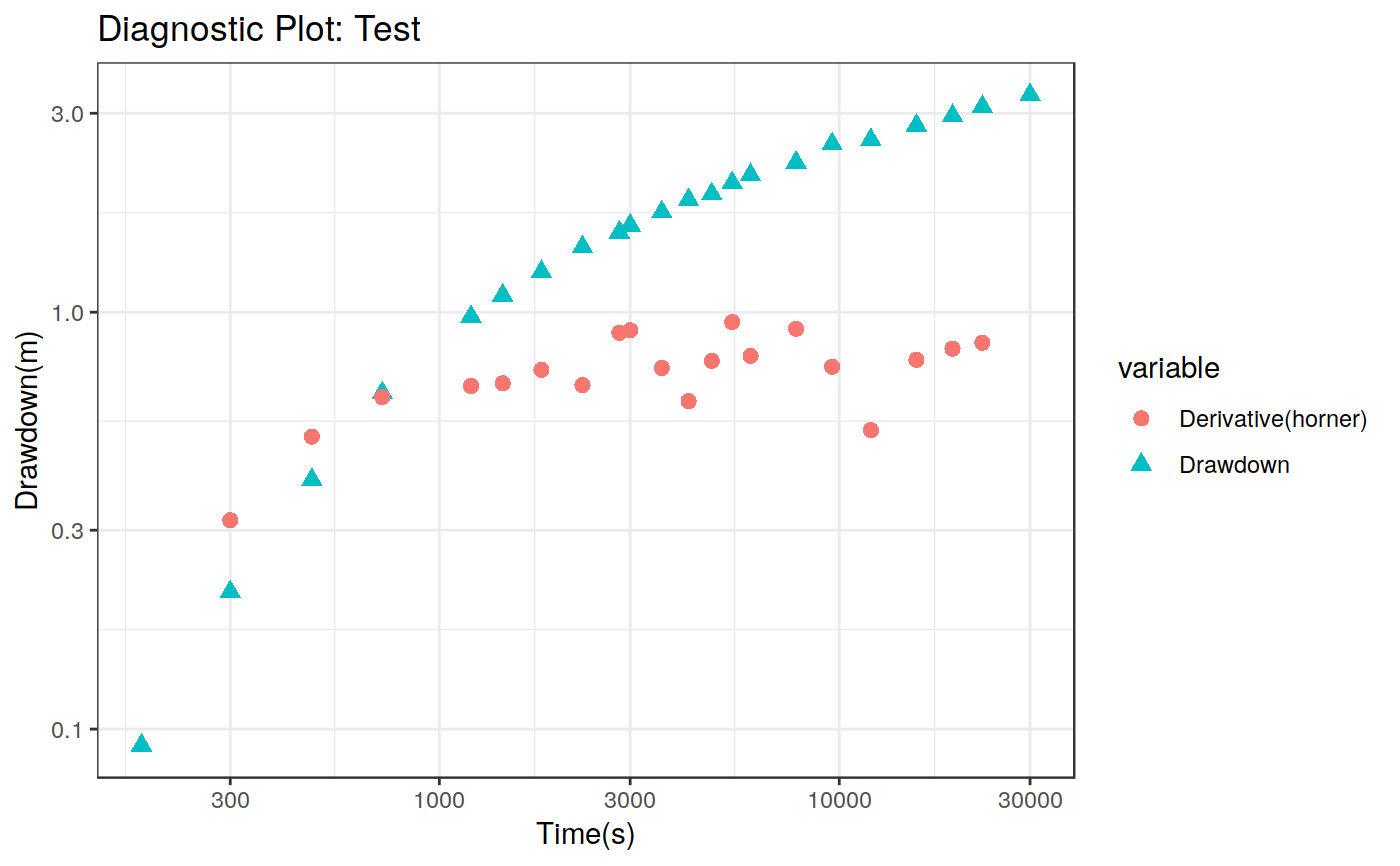 Diagnostic Plot: Test
3.0
1.0
0.3
0.1
Drawdown(m)
300
1000
3000
10000
30000
Time(s)
variable
Derivative(horner)
Drawdown